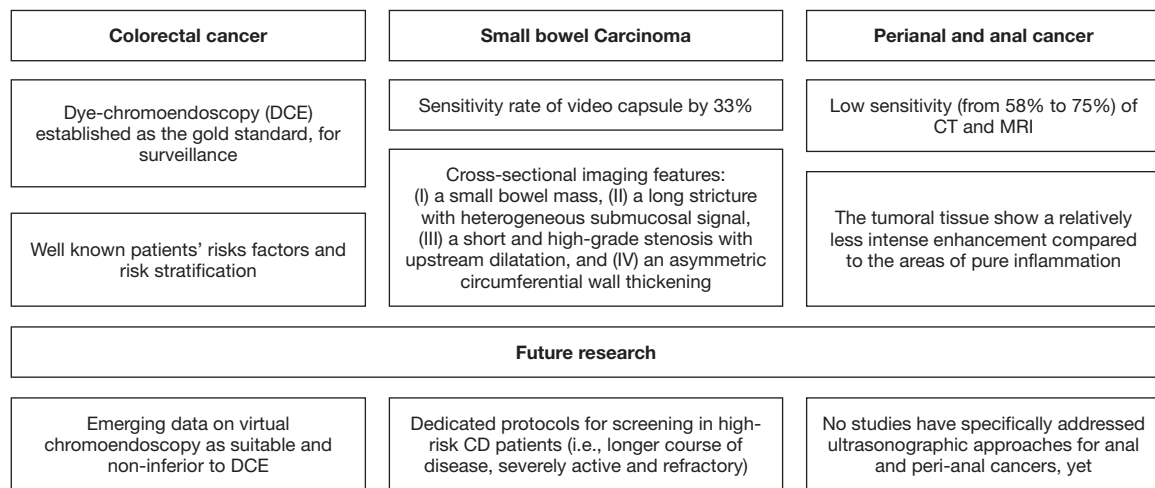 Colorectal cancer
Dye-chromoendoscopy (DCE)
established as the gold standard, for
surveillance
Well known patients' risks factors and
risk stratification
Small bowel Carcinoma
Sensitivity rate of video capsule by 33%
Cross-sectional imaging features:
(I) a small bowel mass, (II) a long stricture
with heterogeneous submucosal signal,
(III) a short and high-grade stenosis with
upstream dilatation, and (IV) an asymmetric
circumferential wall thickening
Perianal and anal cancer
Low sensitivity (from 58% to 75%) of
CT and MRI
The tumoral tissue show a relatively
less intense enhancement compared
to the areas of pure inflammation
Future research
Emerging data on virtual
chromoendoscopy as suitable and
non-inferior to DCE
Dedicated protocols for screening in high-
risk CD patients (i.e., longer course of
disease, severely active and refractory)
No studies have specifically addressed
ultrasonographic approaches for anal
and peri-anal cancers, yet